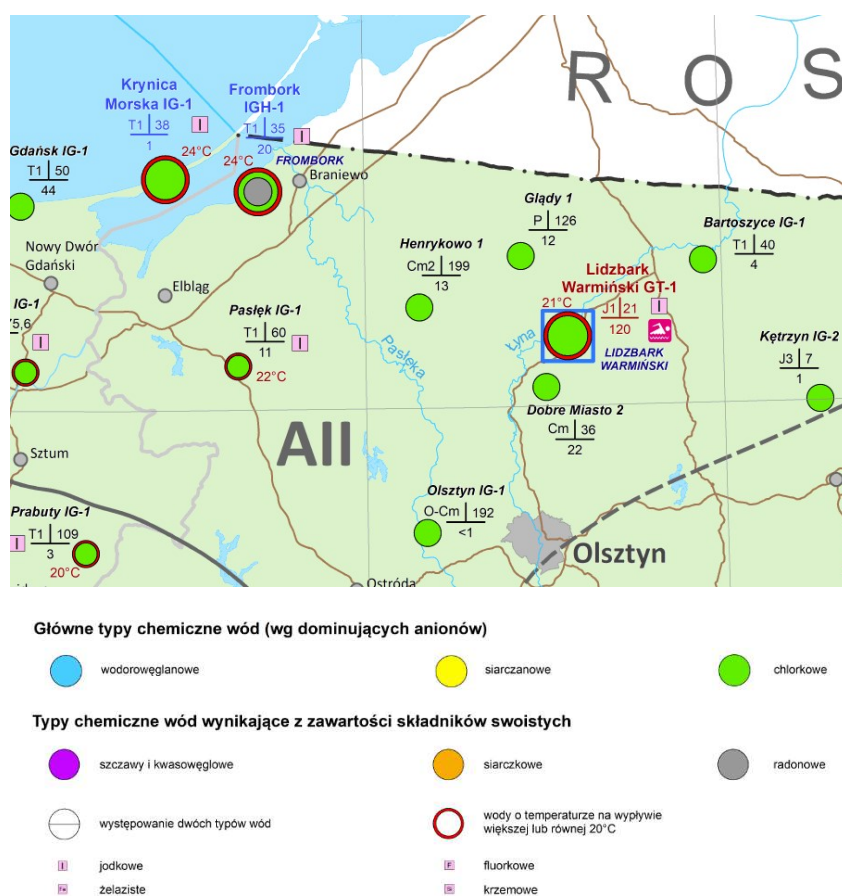 R O S
Krynica
Morska IG-1
T1 38
1
I
24°C
Frombork
IGH-1
T1 35
20
I
24°C
FROMBORK
Braniewo
Gdańsk IG-1
T1 50
44
Nowy Dwór
Gdański
Elbląg
IG-1
75,6
I
Pasłęk IG-1
T1 60
11
I
22°C
Henrykowo 1
Cm2 199
13
Glądy 1
P 126
12
Bartoszyce IG-1
T1 40
4
Lidzbark
Warmiński GT-1
21°C
J1 21
120
I
LIDZBARK
WARMIŃSKI
Łyna
Pasłęka
Kętrzyn IG-2
J3 7
1
Dobre Miasto 2
Cm 36
22
AII
Sztum
Olsztyn IG-1
O-Cm 192
<1
Olsztyn
Prabuty IG-1
I
T1 109
3
20°C
Ostróda
Główne typy chemiczne wód (wg dominujących anionów)
wodorowęglanowe
siarczanowe
chlorkowe
Typy chemiczne wód wynikające z zawartości składników swoistych
szczawy i kwasowęglowe
siarczkowe
radonowe
występowanie dwóch typów wód
wody o temperaturze na wypływie
większej lub równej 20°C
I jodkowe
F fluorkowe
Fe żelaziste
Si krzemowe